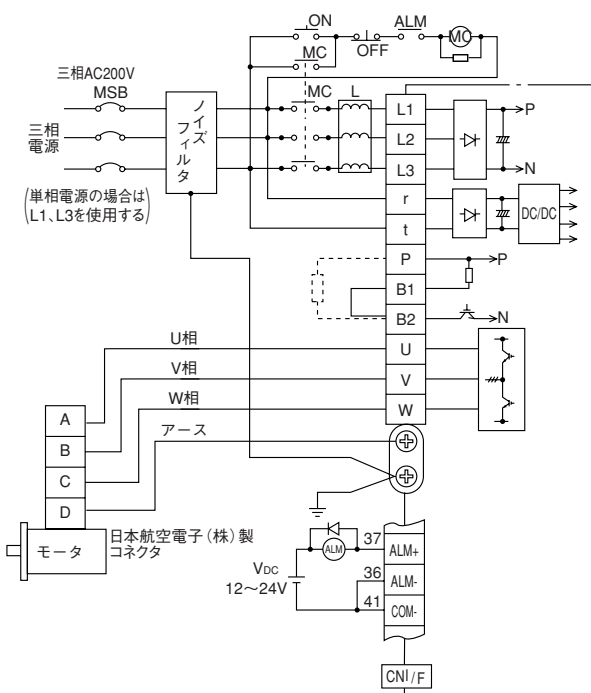 ON
ALM
MC
OFF
MC
三相AC200V
MSB
MC
L
三相
電源
ノイズ
フィルタ
(単相電源の場合は
L1、L3を使用する)
L1
P
L2
L3
N
r
DC/DC
t
P
P
B1
B2
N
U相
U
V相
V
W相
W
アース
A
B
C
D
モータ
日本航空電子(株)製
コネクタ
VDC
12〜24V
ALM
37
ALM+
36
ALM-
41
COM-
CNI/F